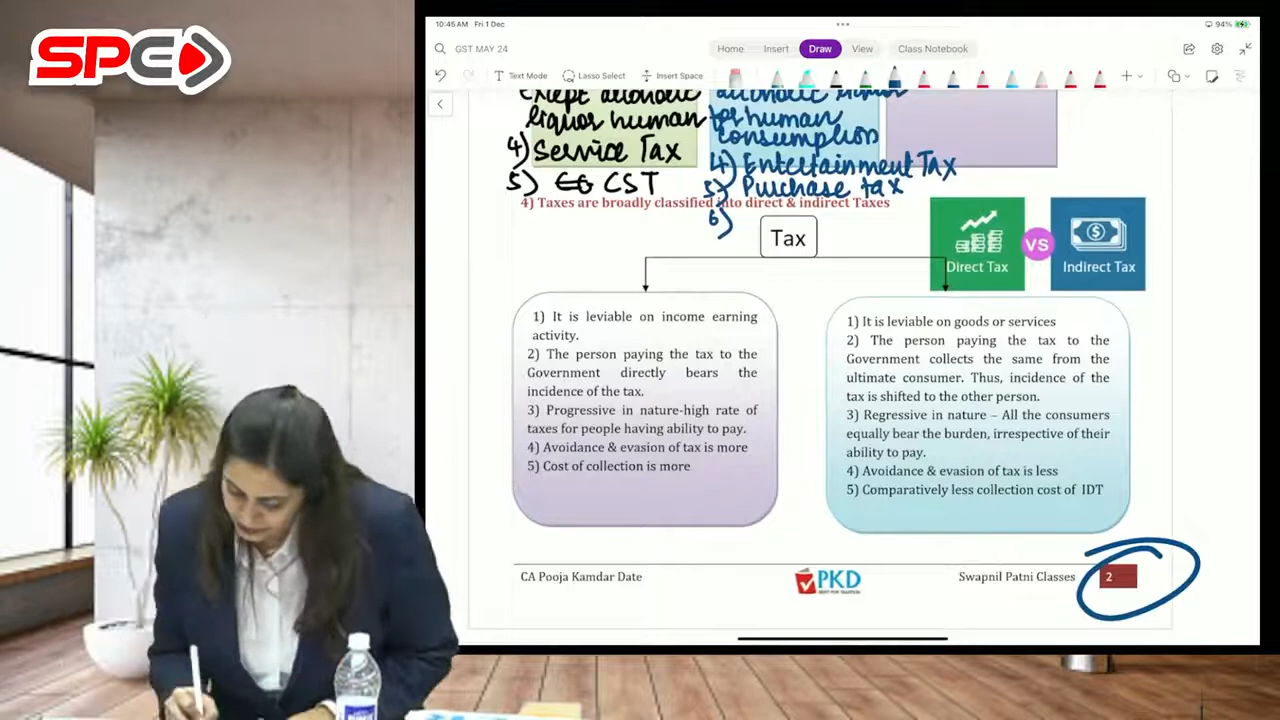 SPC
10:45 AM Fri 1 Dec
94%
GST MAY 24
Home Insert Draw View Class Notebook
Text Mode Lasso Select Insert Space
Except alcoholic
liquor human
4) Service Tax
5) CST
for human
consumption
4) Entertainment Tax
5) Purchase tax
6)
4) Taxes are broadly classified into direct & indirect Taxes
Tax
Direct Tax
VS
Indirect Tax
1) It is leviable on income earning
activity.
2) The person paying the tax to the
Government directly bears the
incidence of the tax.
3) Progressive in nature-high rate of
taxes for people having ability to pay.
4) Avoidance & evasion of tax is more
5) Cost of collection is more
1) It is leviable on goods or services
2) The person paying the tax to the
Government collects the same from the
ultimate consumer. Thus, incidence of the
tax is shifted to the other person.
3) Regressive in nature – All the consumers
equally bear the burden, irrespective of their
ability to pay.
4) Avoidance & evasion of tax is less
5) Comparatively less collection cost of IDT
CA Pooja Kamdar Date
PKD
Swapnil Patni Classes
2